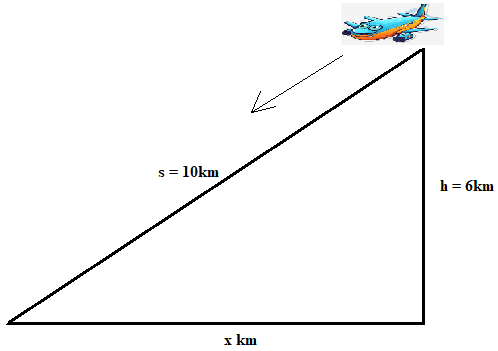 s = 10km
h = 6km
x km